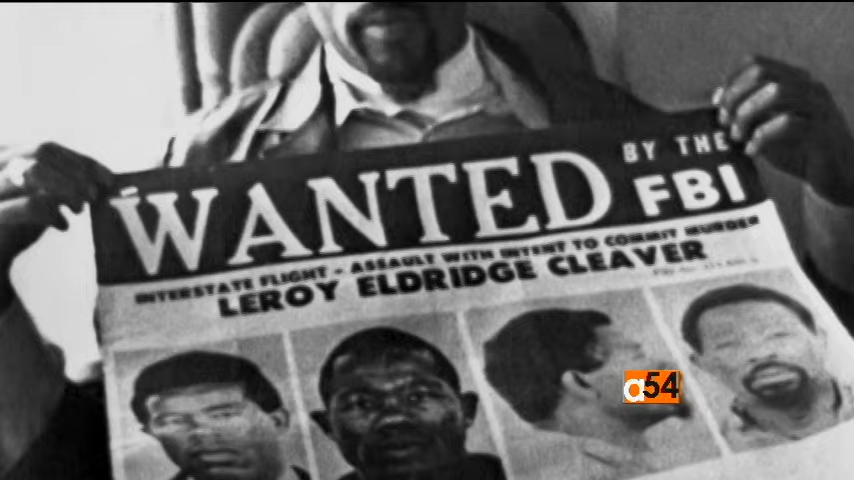 WANTED BY THE
FBI
INTERSTATE FLIGHT - ASSAULT WITH INTENT TO COMMIT MURDER
LEROY ELDRIDGE CLEAVER
a54